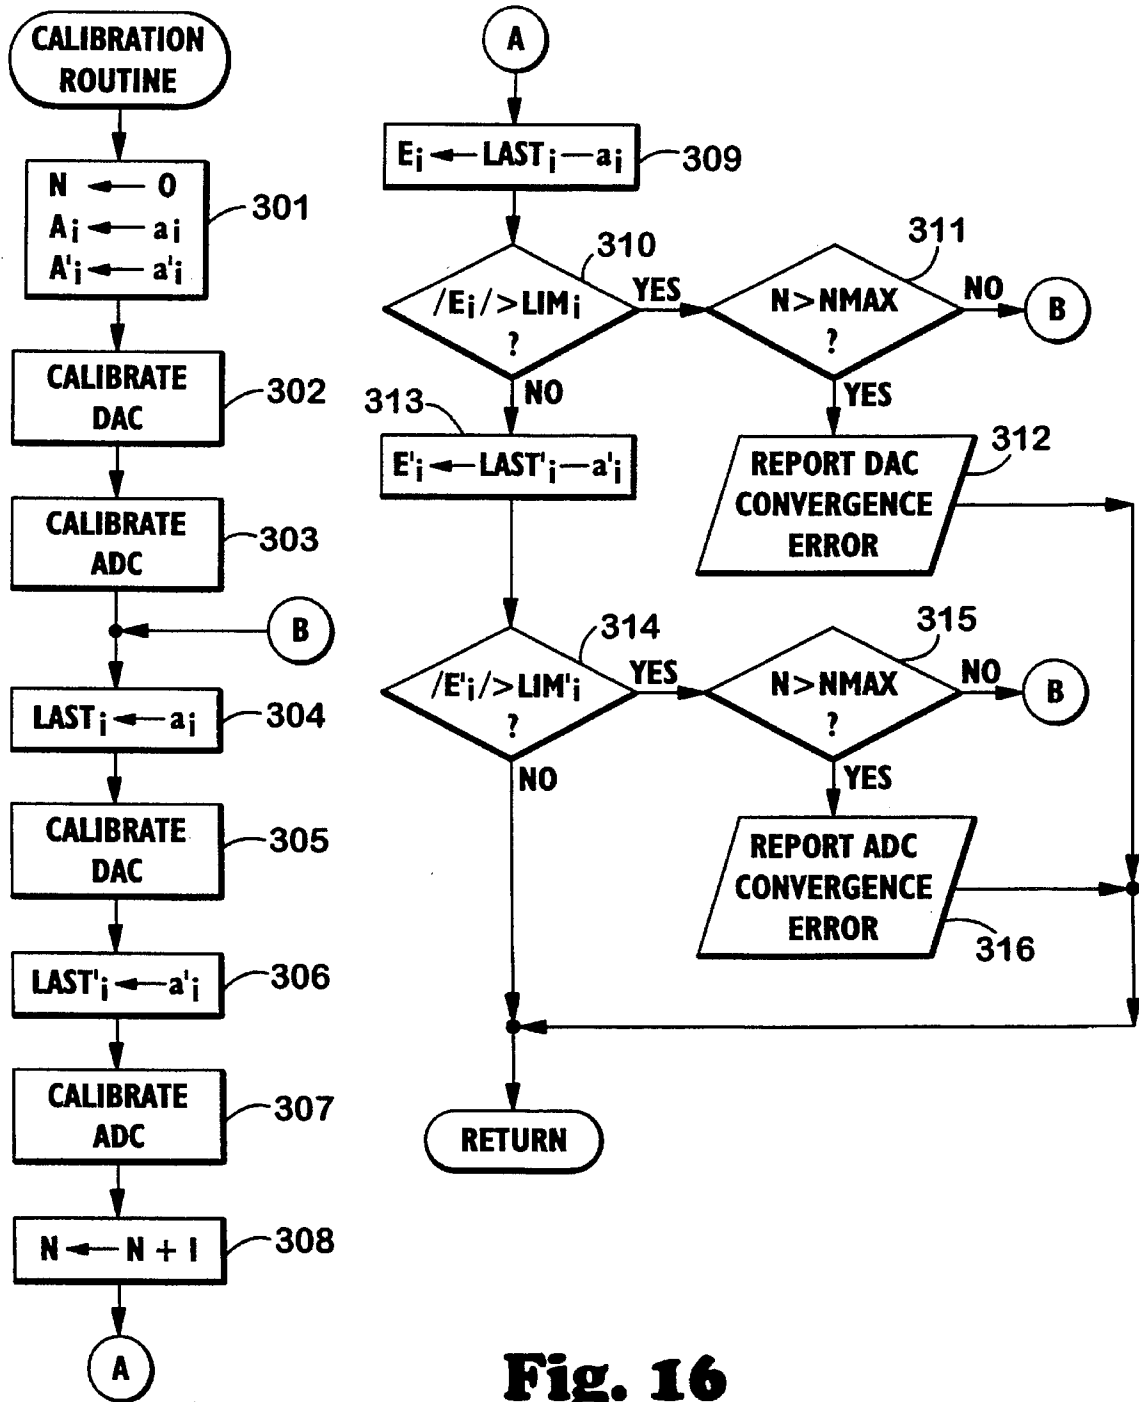 CALIBRATION
ROUTINE
N ← O
Ai ← ai
A'i ← a'i
301
CALIBRATE
DAC
302
CALIBRATE
ADC
303
B
LASTi ← ai
304
CALIBRATE
DAC
305
LAST'i ← a'i
306
CALIBRATE
ADC
307
N ← N + I
308
A
A
Ei ← LASTi — ai
309
/Ei/>LIMi
?
310
YES
NO
N>NMAX
?
311
NO
B
YES
REPORT DAC
CONVERGENCE
ERROR
312
313
E'i ← LAST'i — a'i
/E'i/>LIM'i
?
314
YES
NO
N>NMAX
?
315
NO
B
YES
REPORT ADC
CONVERGENCE
ERROR
316
RETURN
Fig. 16